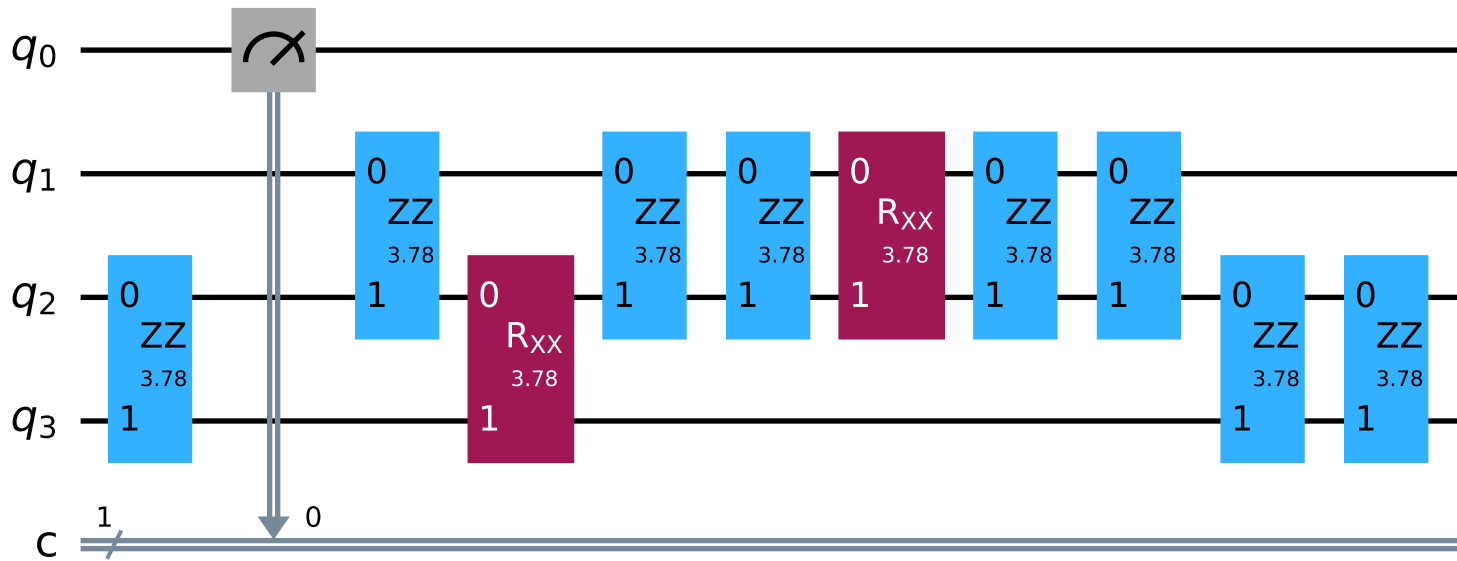 q0
0 0 0 0 0 0
q1
ZZ ZZ ZZ RXX ZZ ZZ
3.78 3.78 3.78 3.78 3.78 3.78
q2 0 1 0 1 1 1 1 1 0 0
ZZ RXX ZZ ZZ
3.78 3.78 3.78 3.78
q3 1 1 1 1
1 0
c